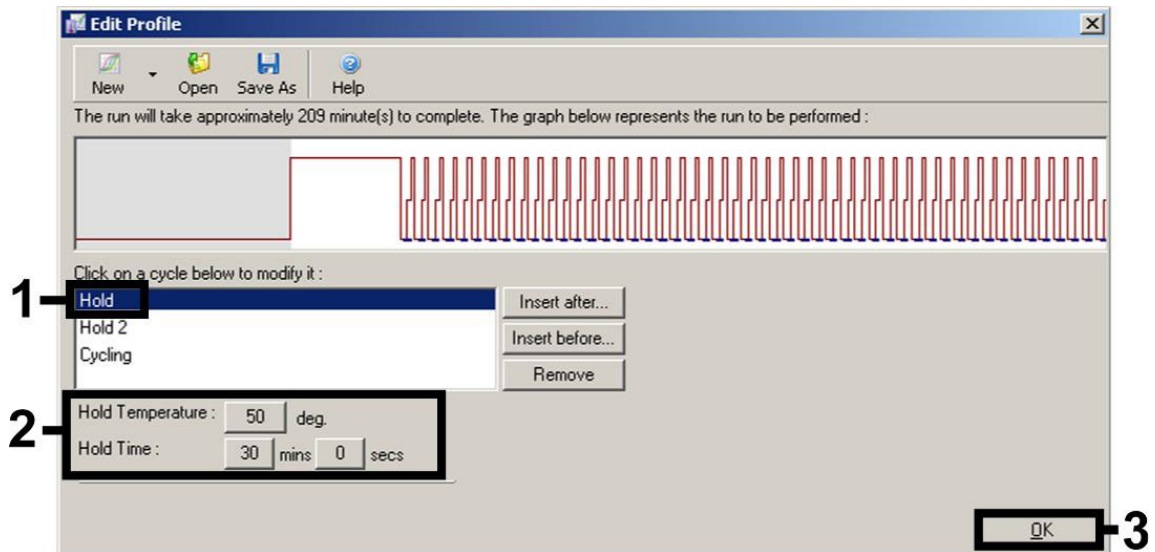 Edit Profile
New Open Save As Help
The run will take approximately 209 minute(s) to complete. The graph below represents the run to be performed :
Click on a cycle below to modify it :
1 Hold Insert after...
Hold 2 Insert before...
Cycling
Remove
2 Hold Temperature : 50 deg.
Hold Time : 30 mins 0 secs
OK 3